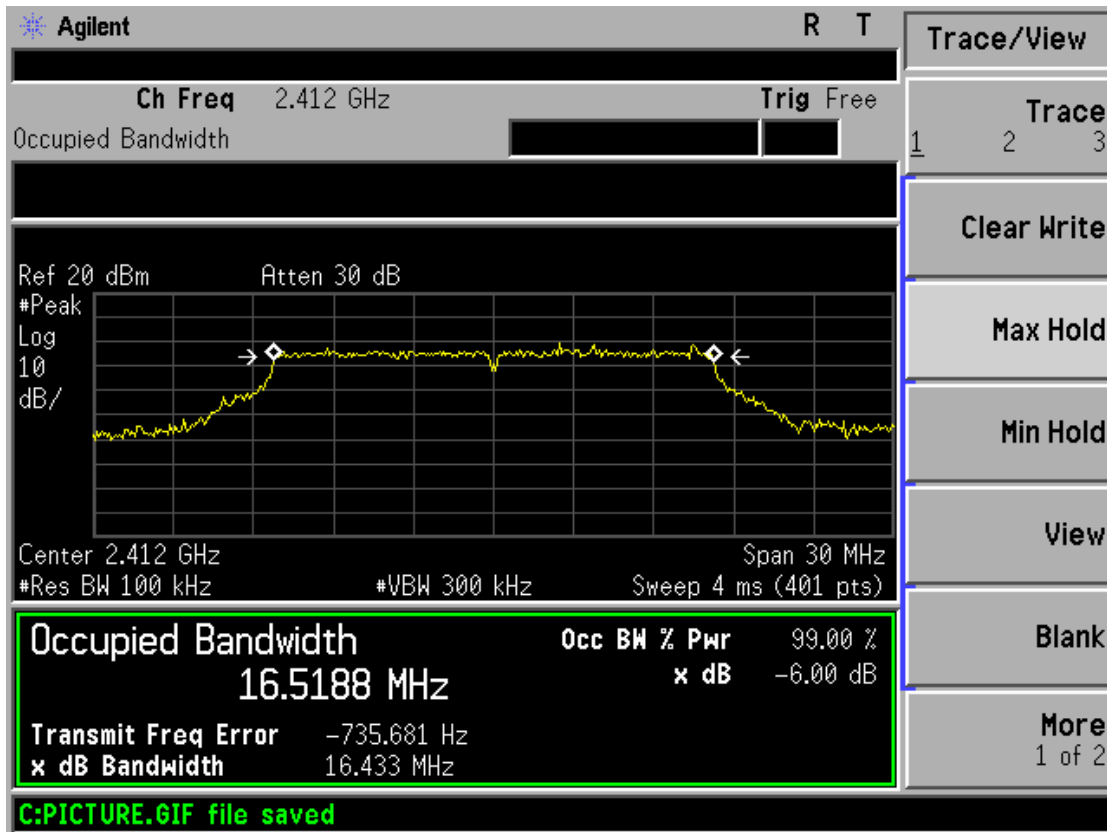 Agilent R T
Ch Freq 2.412 GHz Trig Free
Occupied Bandwidth
Ref 20 dBm Atten 30 dB
#Peak
Log
10
dB/
Center 2.412 GHz Span 30 MHz
#Res BW 100 kHz #VBW 300 kHz Sweep 4 ms (401 pts)
Occupied Bandwidth
16.5188 MHz
Occ BW % Pwr 99.00 %
x dB -6.00 dB
Transmit Freq Error -735.681 Hz
x dB Bandwidth 16.433 MHz
C:PICTURE.GIF file saved
Trace/View
Trace
1 2 3
Clear Write
Max Hold
Min Hold
View
Blank
More
1 of 2